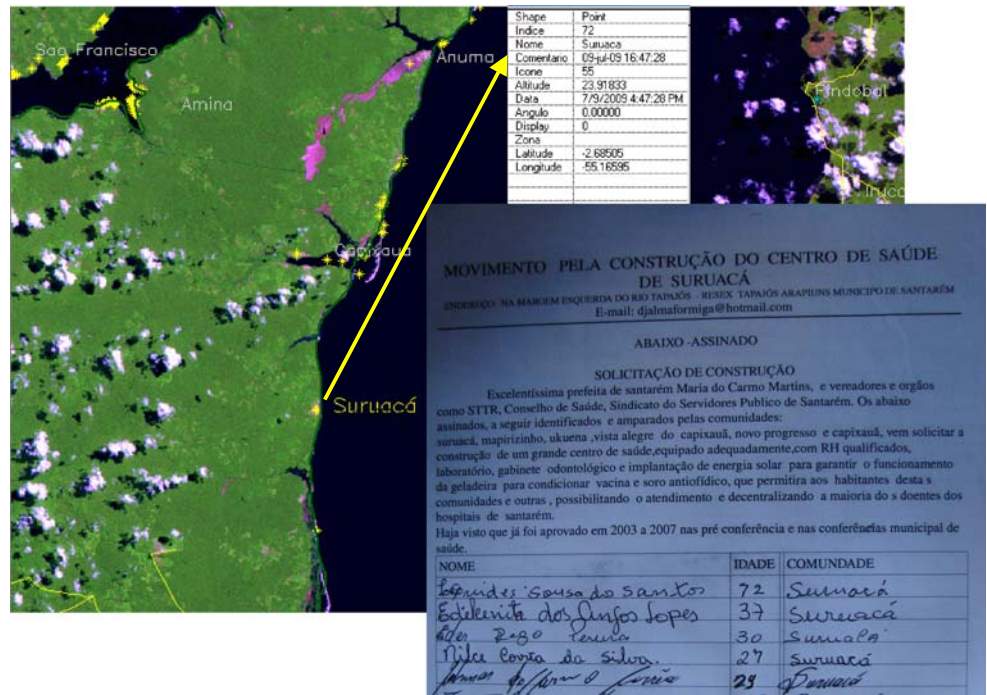 Sao Francisco
Anuma
Amina
Capixaua
Suruacá
Shape Point
Indice 72
Nome Suruaca
Comentario 09-jul-09 16:47:28
Icone 55
Altitude 23.91833
Data 7/9/2009 4:47:28 PM
Angulo 0.00000
Display 0
Zona
Latitude -2.68505
Longitude -55.16595
Pindobal
MOVIMENTO PELA CONSTRUÇÃO DO CENTRO DE SAÚDE
DE SURUACÁ
ENDEREÇO: NA MARGEM ESQUERDA DO RIO TAPAJÓS - RESEX TAPAJÓS ARAPIUNS MUNICIPO DE SANTARÉM
E-mail: djalmaformiga@hotmail.com
ABAIXO -ASSINADO
SOLICITAÇÃO DE CONSTRUÇÃO
Excelentíssima prefeita de santarém Maria do Carmo Martins, e vereadores e orgãos
como STTR, Conselho de Saúde, Sindicato do Servidores Publico de Santarém. Os abaixo
assinados, a seguir identificados e amparados pelas comunidades:
suruacá, mapirizinho, ukuena ,vista alegre do capixauã, novo progresso e capixauã, vem solicitar a
construção de um grande centro de saúde,equipado adequadamente,com RH qualificados,
laboratório, gabinete odontológico e implantação de energia solar para garantir o funcionamento
da geladeira para condicionar vacina e soro antiofídico, que permitira aos habitantes desta s
comunidades e outras , possibilitando o atendimento e decentralizando a maioria do s doentes dos
hospitais de santarém.
Haja visto que já foi aprovado em 2003 a 2007 nas pré conferência e nas conferências municipal de
saúde.
NOME IDADE COMUNDADE
Sousa do Santos 72 Suruacá
dos Anjos Lopes 37 Suruacá
Rego 30
Nilce Costa da Silva. 27 Suruacá
29 Suruacá